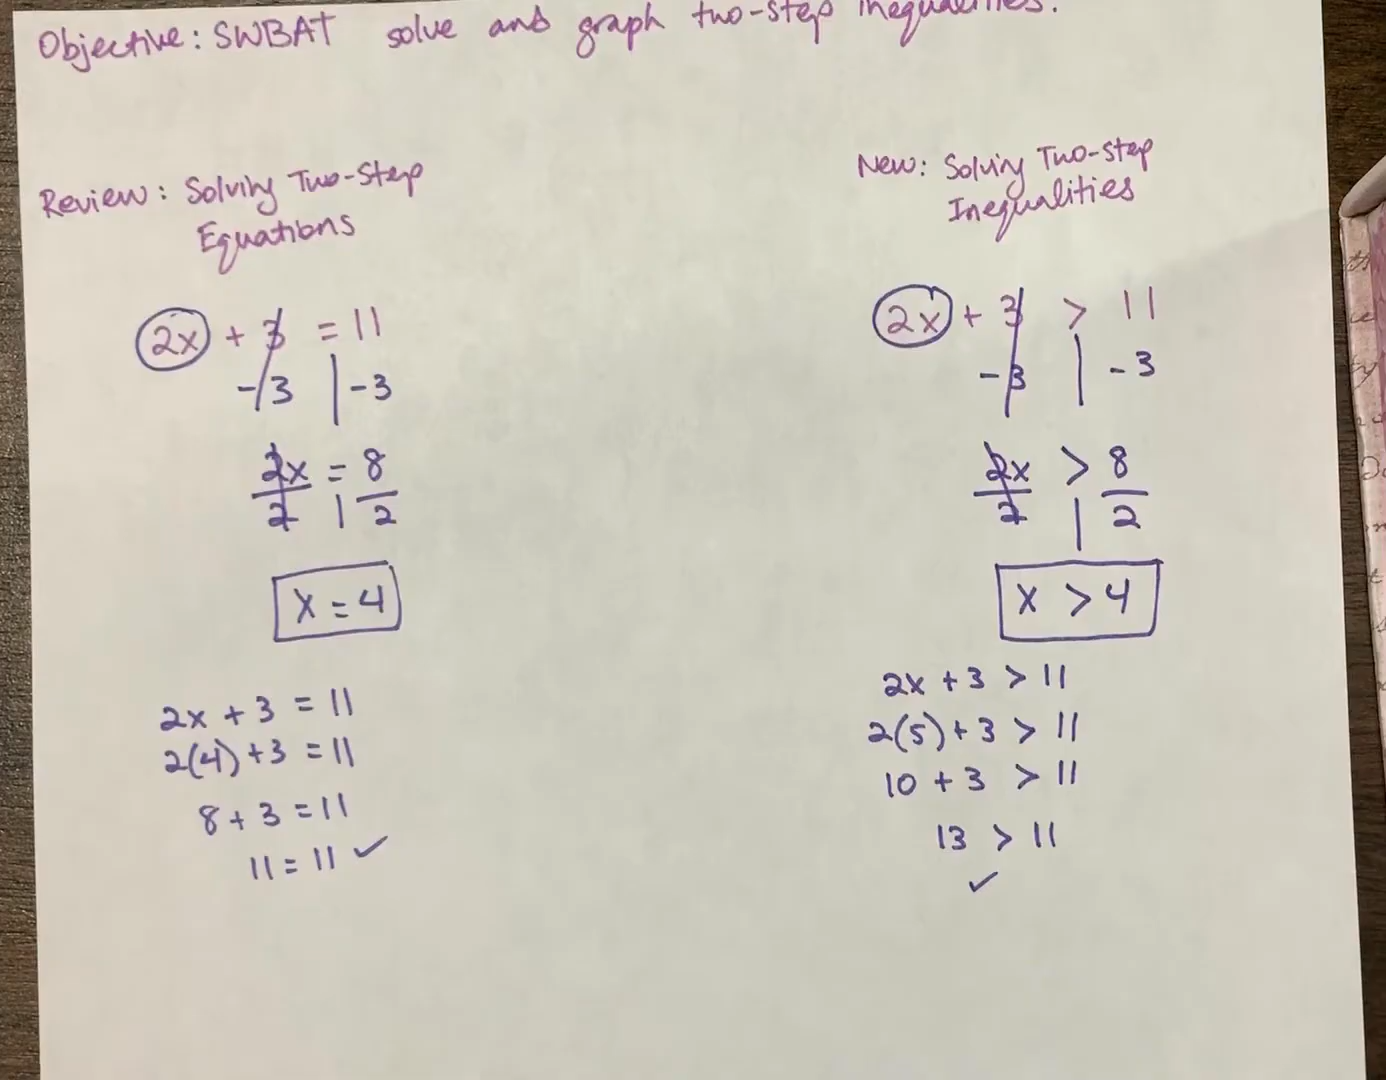 Objective: SWBAT solve and graph two-step inequalities.
Review: Solving Two-Step
Equations
2x + 3 = 11
-3 | -3
2x = 8
2 | 2
x = 4
2x + 3 = 11
2(4) + 3 = 11
8 + 3 = 11
11 = 11 ✓
New: Solving Two-step
Inequalities
2x + 3 > 11
-3 | -3
2x > 8
2 | 2
x > 4
2x + 3 > 11
2(5) + 3 > 11
10 + 3 > 11
13 > 11
✓